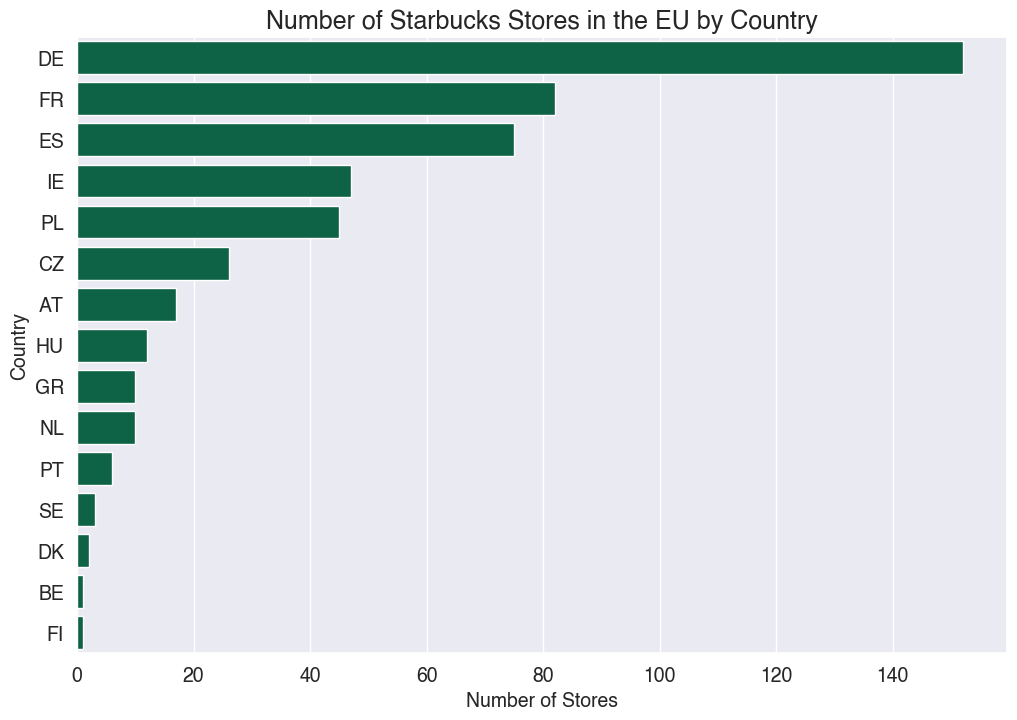 Number of Starbucks Stores in the EU by Country
DE
FR
ES
IE
PL
CZ
AT
HU
GR
NL
PT
SE
DK
BE
FI
Country
0 20 40 60 80 100 120 140
Number of Stores